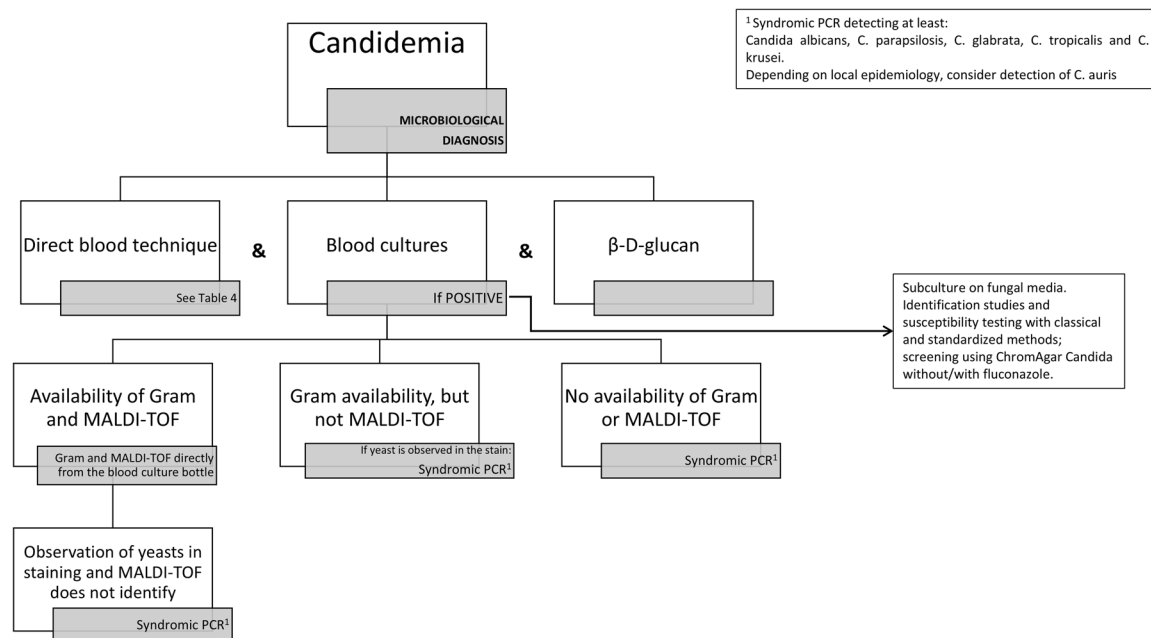 Candidemia
MICROBIOLOGICAL
DIAGNOSIS
¹ Syndromic PCR detecting at least:
Candida albicans, C. parapsilosis, C. glabrata, C. tropicalis and C.
krusei.
Depending on local epidemiology, consider detection of C. auris
Direct blood technique
See Table 4
&
Blood cultures
If POSITIVE
&
β-D-glucan
Subculture on fungal media.
Identification studies and
susceptibility testing with classical
and standardized methods;
screening using ChromAgar Candida
without/with fluconazole.
Availability of Gram
and MALDI-TOF
Gram and MALDI-TOF directly
from the blood culture bottle
Gram availability, but
not MALDI-TOF
If yeast is observed in the stain:
Syndromic PCR¹
No availability of Gram
or MALDI-TOF
Syndromic PCR¹
Observation of yeasts in
staining and MALDI-TOF
does not identify
Syndromic PCR¹